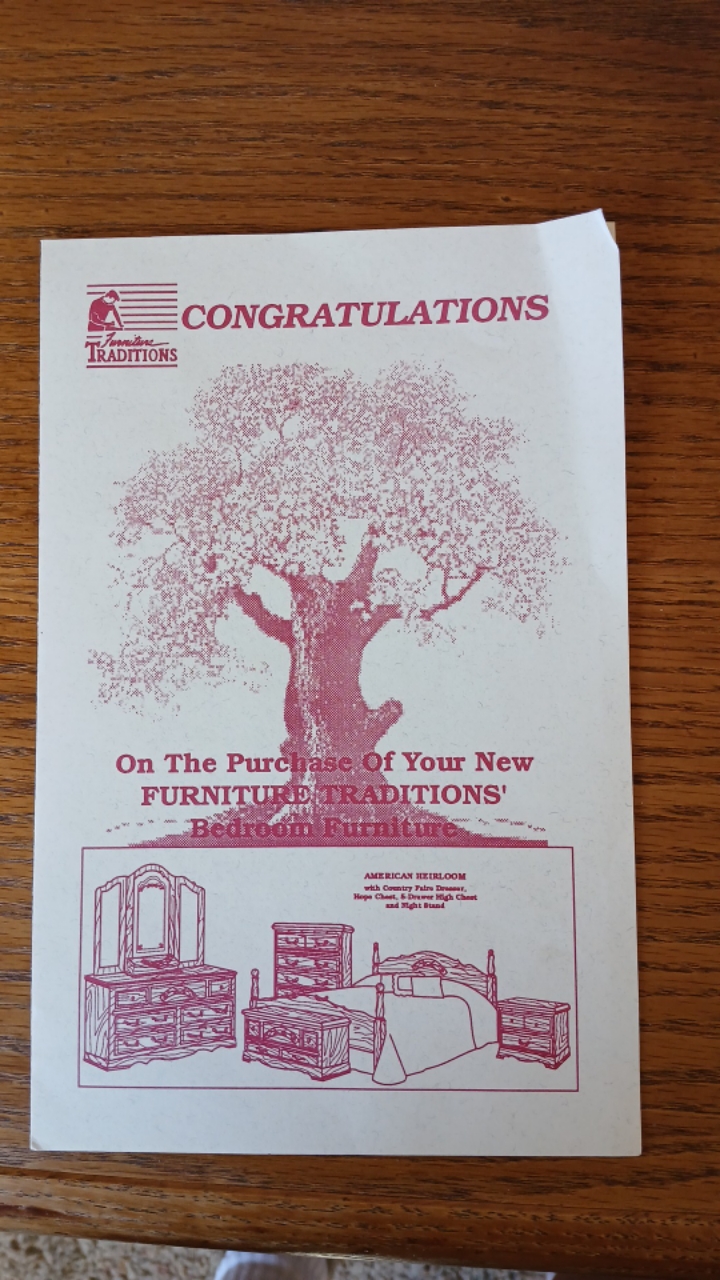 CONGRATULATIONS
Furniture
TRADITIONS
On The Purchase Of Your New
FURNITURE TRADITIONS'
Bedroom Furniture
AMERICAN HEIRLOOM
with Country Faire Dresser,
Hope Chest, 5-Drawer High Chest
and Night Stand